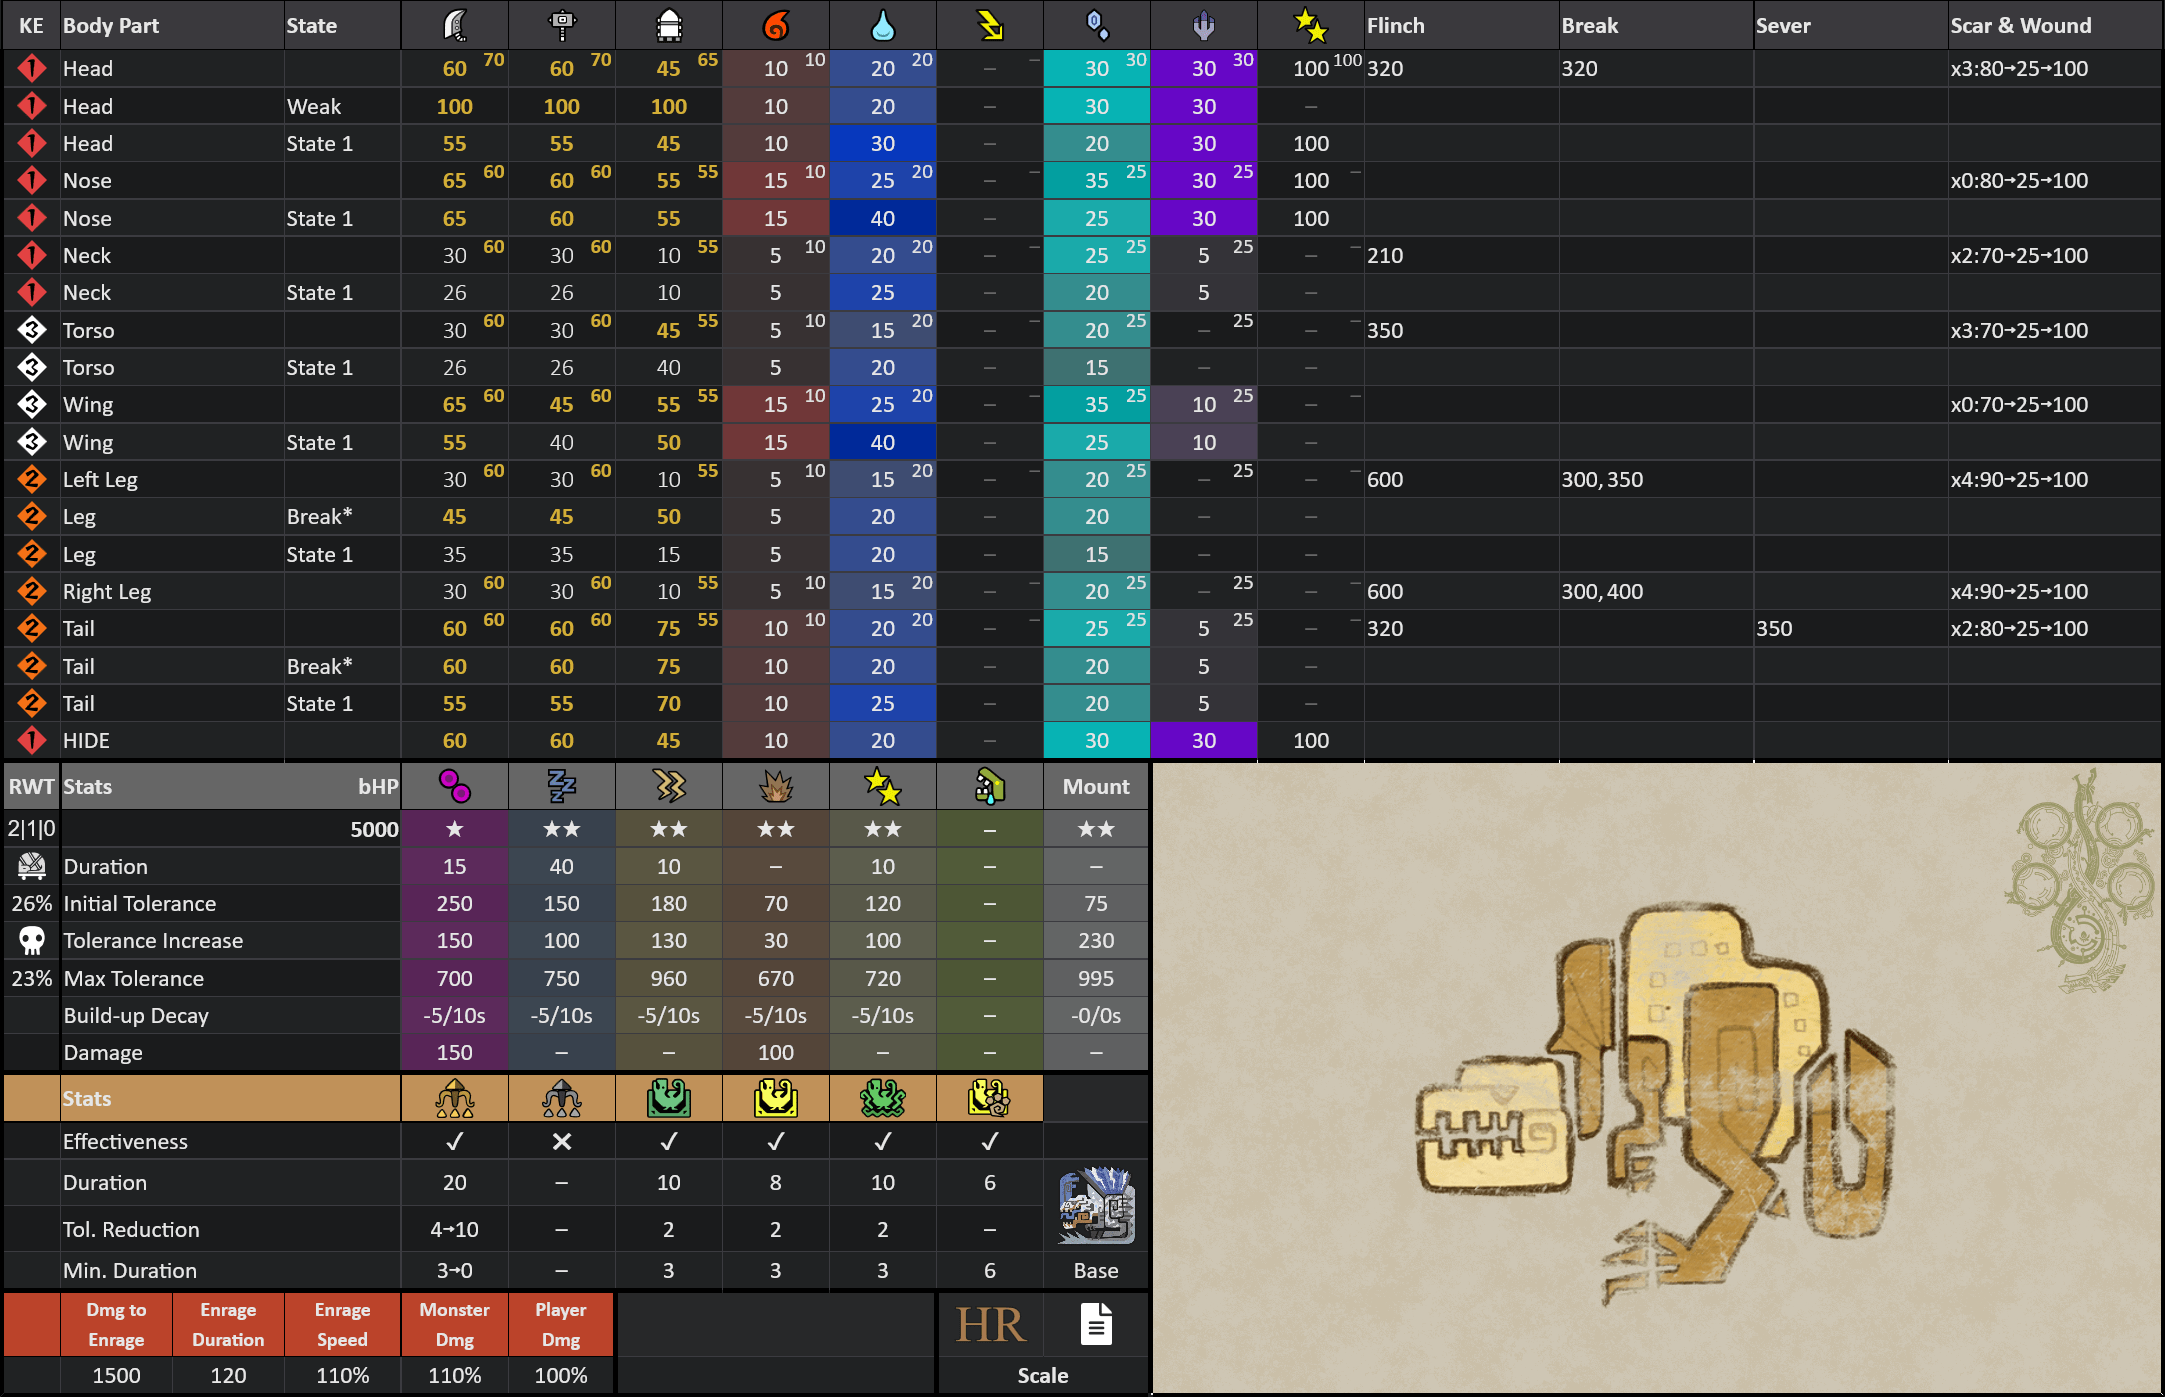 KE Body Part State Flinch Break Sever Scar & Wound
1 Head 60 70 60 70 45 65 10 10 20 20 – – 30 30 30 30 100 100 320 320 x3:80→25→100
1 Head Weak 100 100 100 10 20 – 30 30 –
1 Head State 1 55 55 45 10 30 – 20 30 100
1 Nose 65 60 60 60 55 55 15 10 25 20 – – 35 25 30 25 100 – x0:80→25→100
1 Nose State 1 65 60 55 15 40 – 25 30 100
1 Neck 30 60 30 60 10 55 5 10 20 20 – – 25 25 5 25 – – 210 x2:70→25→100
1 Neck State 1 26 26 10 5 25 – 20 5 –
3 Torso 30 60 30 60 45 55 5 10 15 20 – – 20 25 – 25 – – 350 x3:70→25→100
3 Torso State 1 26 26 40 5 20 – 15 – –
3 Wing 65 60 45 60 55 55 15 10 25 20 – – 35 25 10 25 – – x0:70→25→100
3 Wing State 1 55 40 50 15 40 – 25 10 –
2 Left Leg 30 60 30 60 10 55 5 10 15 20 – – 20 25 – 25 – – 600 300, 350 x4:90→25→100
2 Leg Break* 45 45 50 5 20 – 20 – –
2 Leg State 1 35 35 15 5 20 – 15 – –
2 Right Leg 30 60 30 60 10 55 5 10 15 20 – – 20 25 – 25 – – 600 300, 400 x4:90→25→100
2 Tail 60 60 60 60 75 55 10 10 20 20 – – 25 25 5 25 – – 320 350 x2:80→25→100
2 Tail Break* 60 60 75 10 20 – 20 5 –
2 Tail State 1 55 55 70 10 25 – 20 5 –
1 HIDE 60 60 45 10 20 – 30 30 100
RWT Stats bHP Mount
2|1|0 5000 ★ ★★ ★★ ★★ ★★ – ★★
Duration 15 40 10 – 10 – –
26% Initial Tolerance 250 150 180 70 120 – 75
Tolerance Increase 150 100 130 30 100 – 230
23% Max Tolerance 700 750 960 670 720 – 995
Build-up Decay -5/10s -5/10s -5/10s -5/10s -5/10s – -0/0s
Damage 150 – – 100 – – –
Stats
Effectiveness ✓ ✕ ✓ ✓ ✓ ✓
Duration 20 – 10 8 10 6
Tol. Reduction 4→10 – 2 2 2 –
Min. Duration 3→0 – 3 3 3 6 Base
Dmg to Enrage Monster Player
Enrage Duration Speed Dmg Dmg
Enrage
HR
1500 120 110% 110% 100% Scale